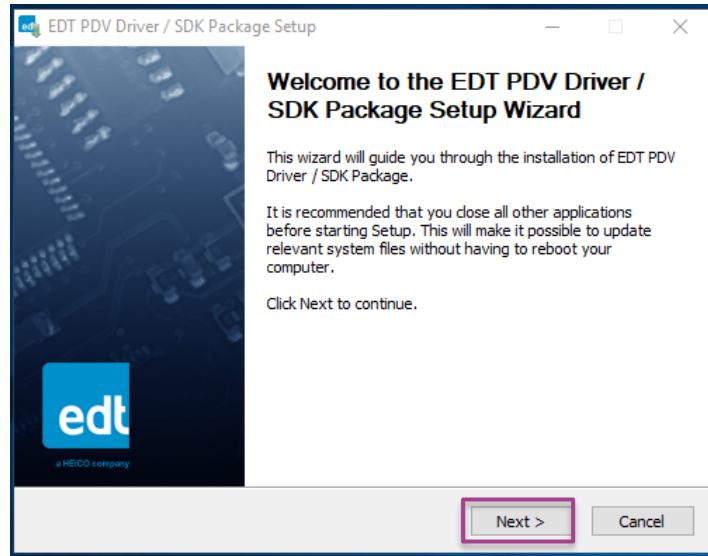 edt
EDT PDV Driver / SDK Package Setup
Welcome to the EDT PDV Driver /
SDK Package Setup Wizard
This wizard will guide you through the installation of EDT PDV
Driver / SDK Package.
It is recommended that you close all other applications
before starting Setup. This will make it possible to update
relevant system files without having to reboot your
computer.
Click Next to continue.
edt
a HEICO company
Next >
Cancel